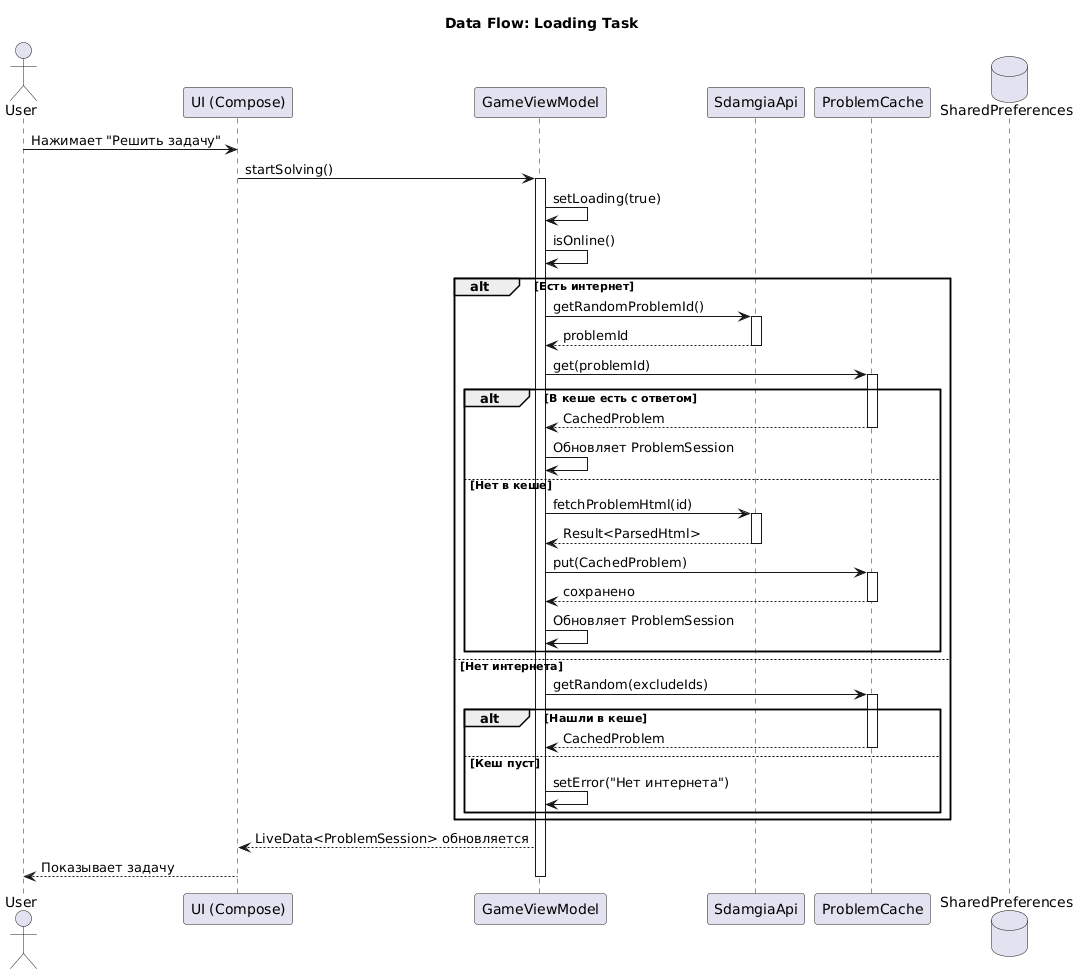 Data Flow: Loading Task
User
UI (Compose)
GameViewModel
SdamgiaApi
ProblemCache
SharedPreferences
Нажимает "Решить задачу"
startSolving()
setLoading(true)
isOnline()
alt [Есть интернет]
getRandomProblemId()
problemId
get(problemId)
alt [В кеше есть с ответом]
CachedProblem
Обновляет ProblemSession
[Нет в кеше]
fetchProblemHtml(id)
Result<ParsedHtml>
put(CachedProblem)
сохранено
Обновляет ProblemSession
[Нет интернета]
getRandom(excludeIds)
alt [Нашли в кеше]
CachedProblem
[Кеш пуст]
setError("Нет интернета")
LiveData<ProblemSession> обновляется
Показывает задачу
User
UI (Compose)
GameViewModel
SdamgiaApi
ProblemCache
SharedPreferences